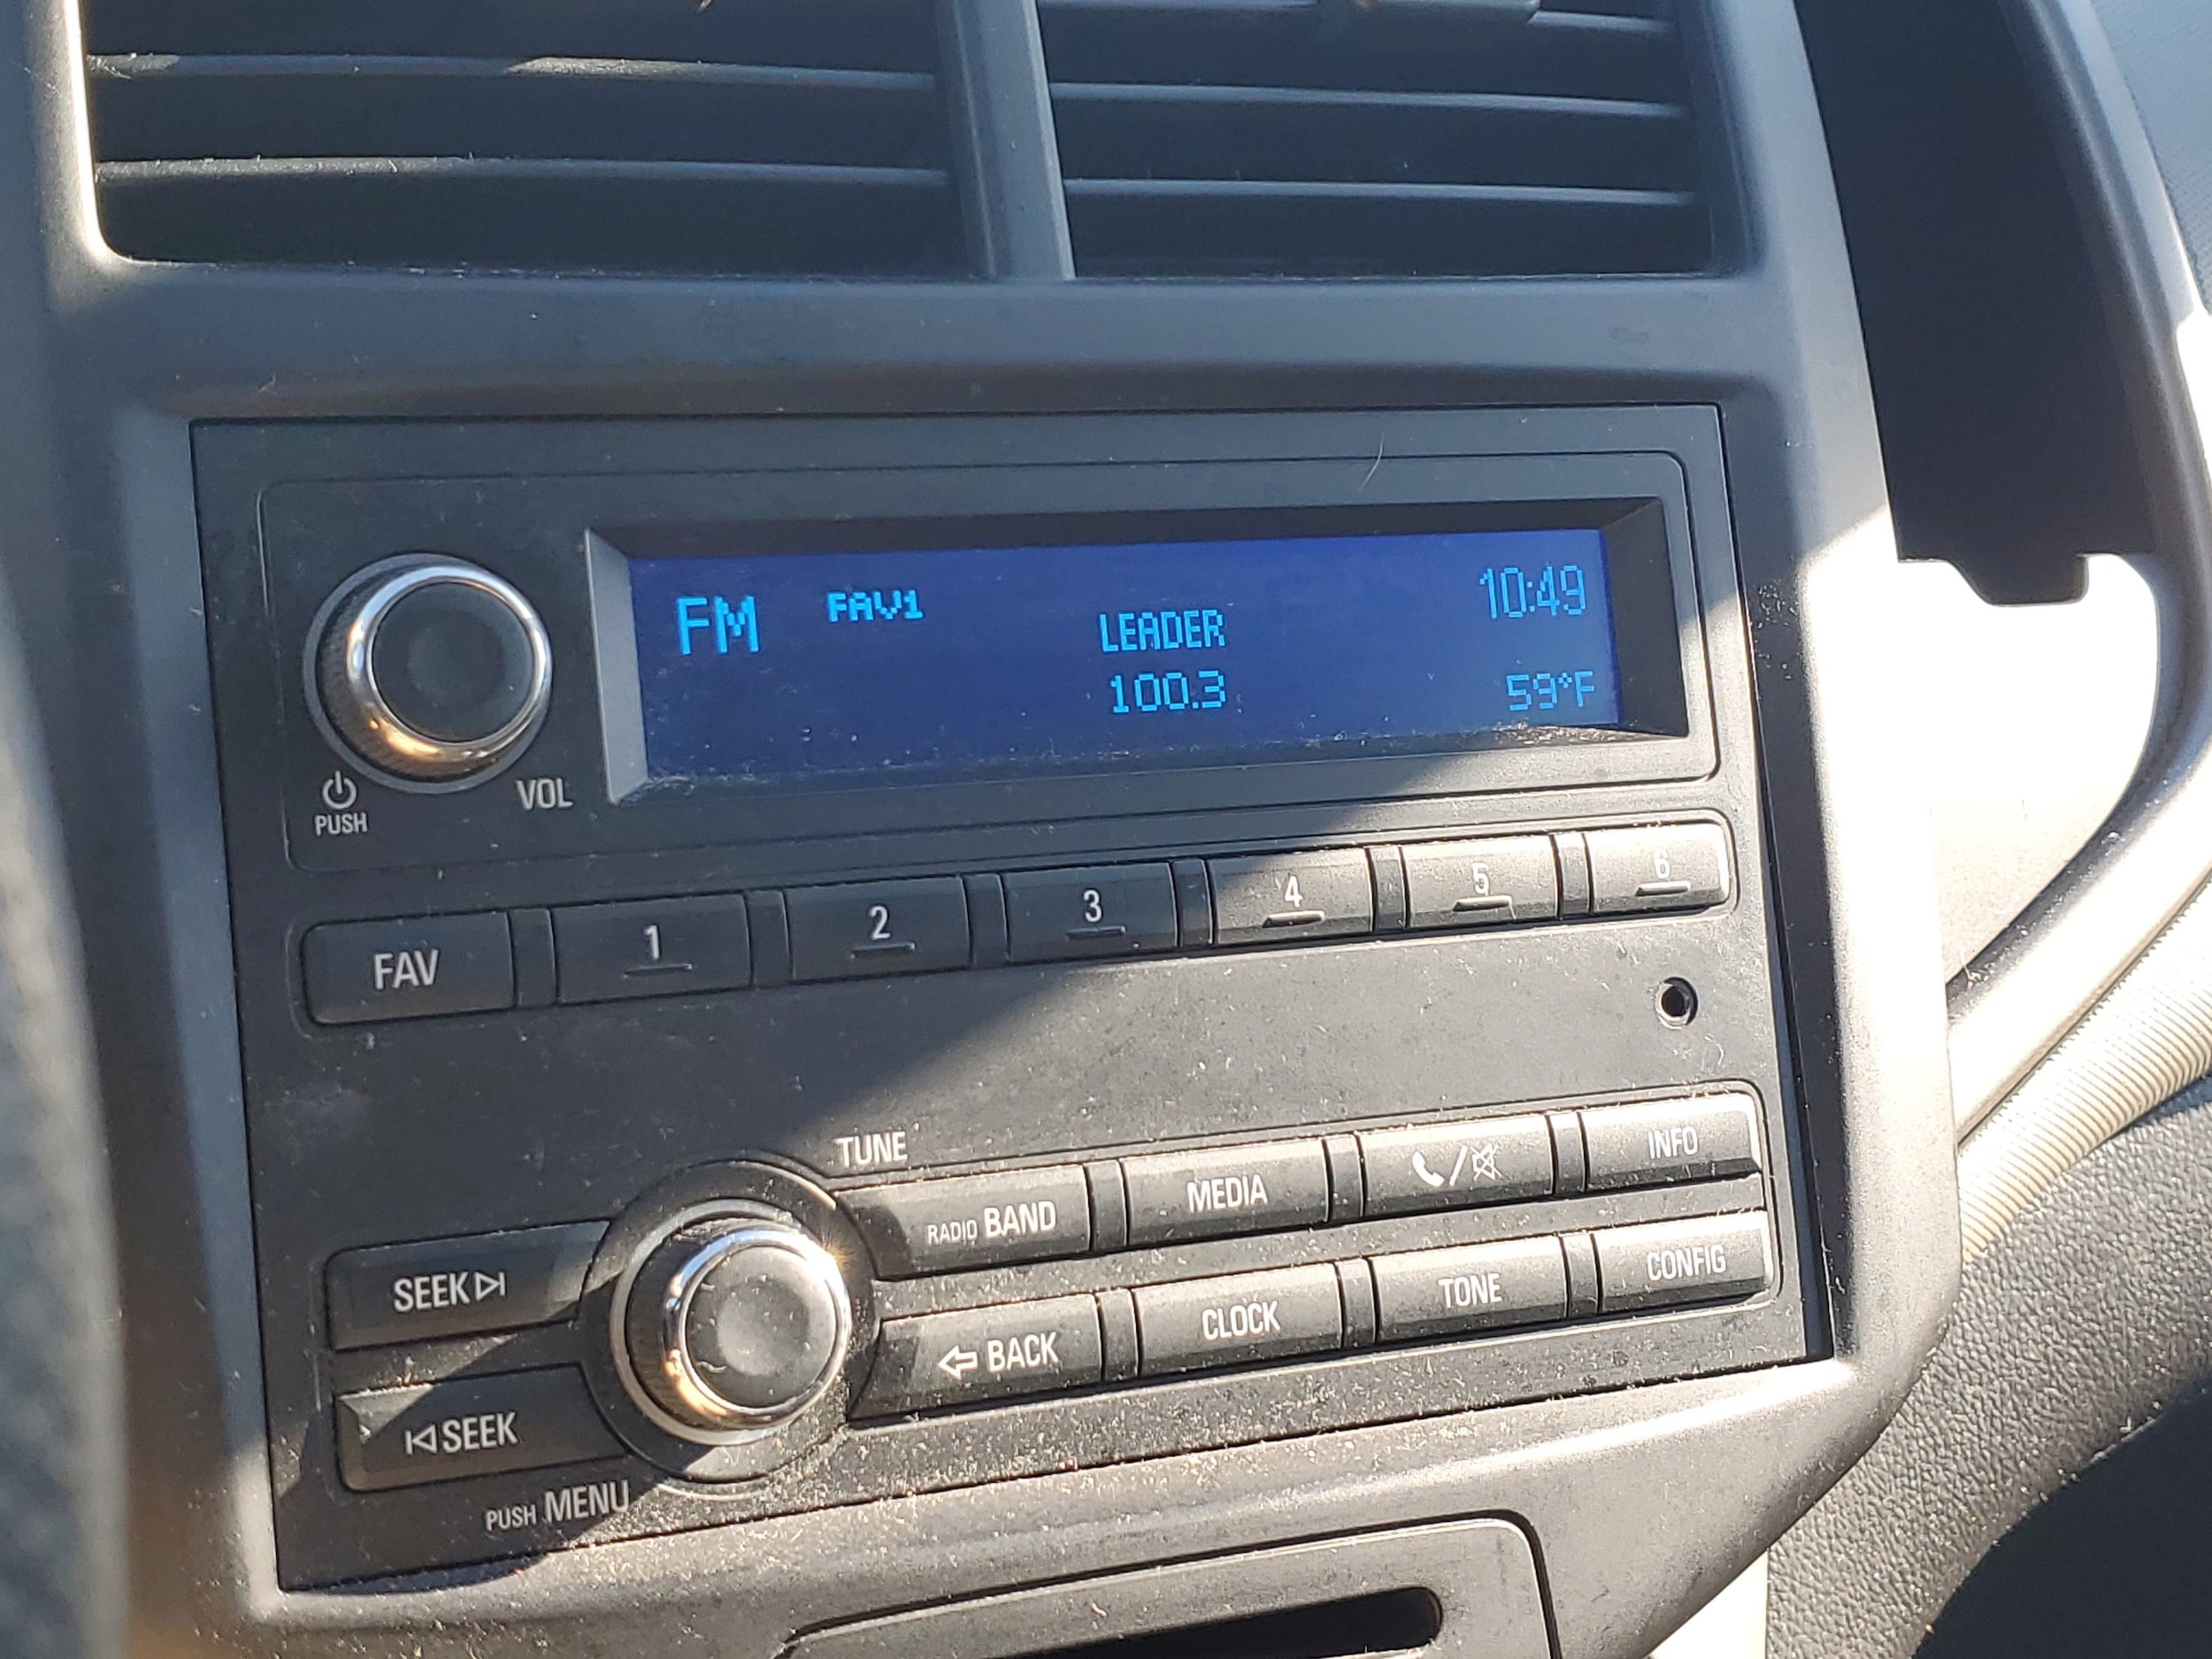 FM FAV1 10:49
LEADER
100.3 59°F
PUSH VOL
FAV 1 2 3 4 5 6
TUNE
RADIO BAND MEDIA INFO
SEEK
BACK CLOCK TONE CONFIG
SEEK
PUSH MENU